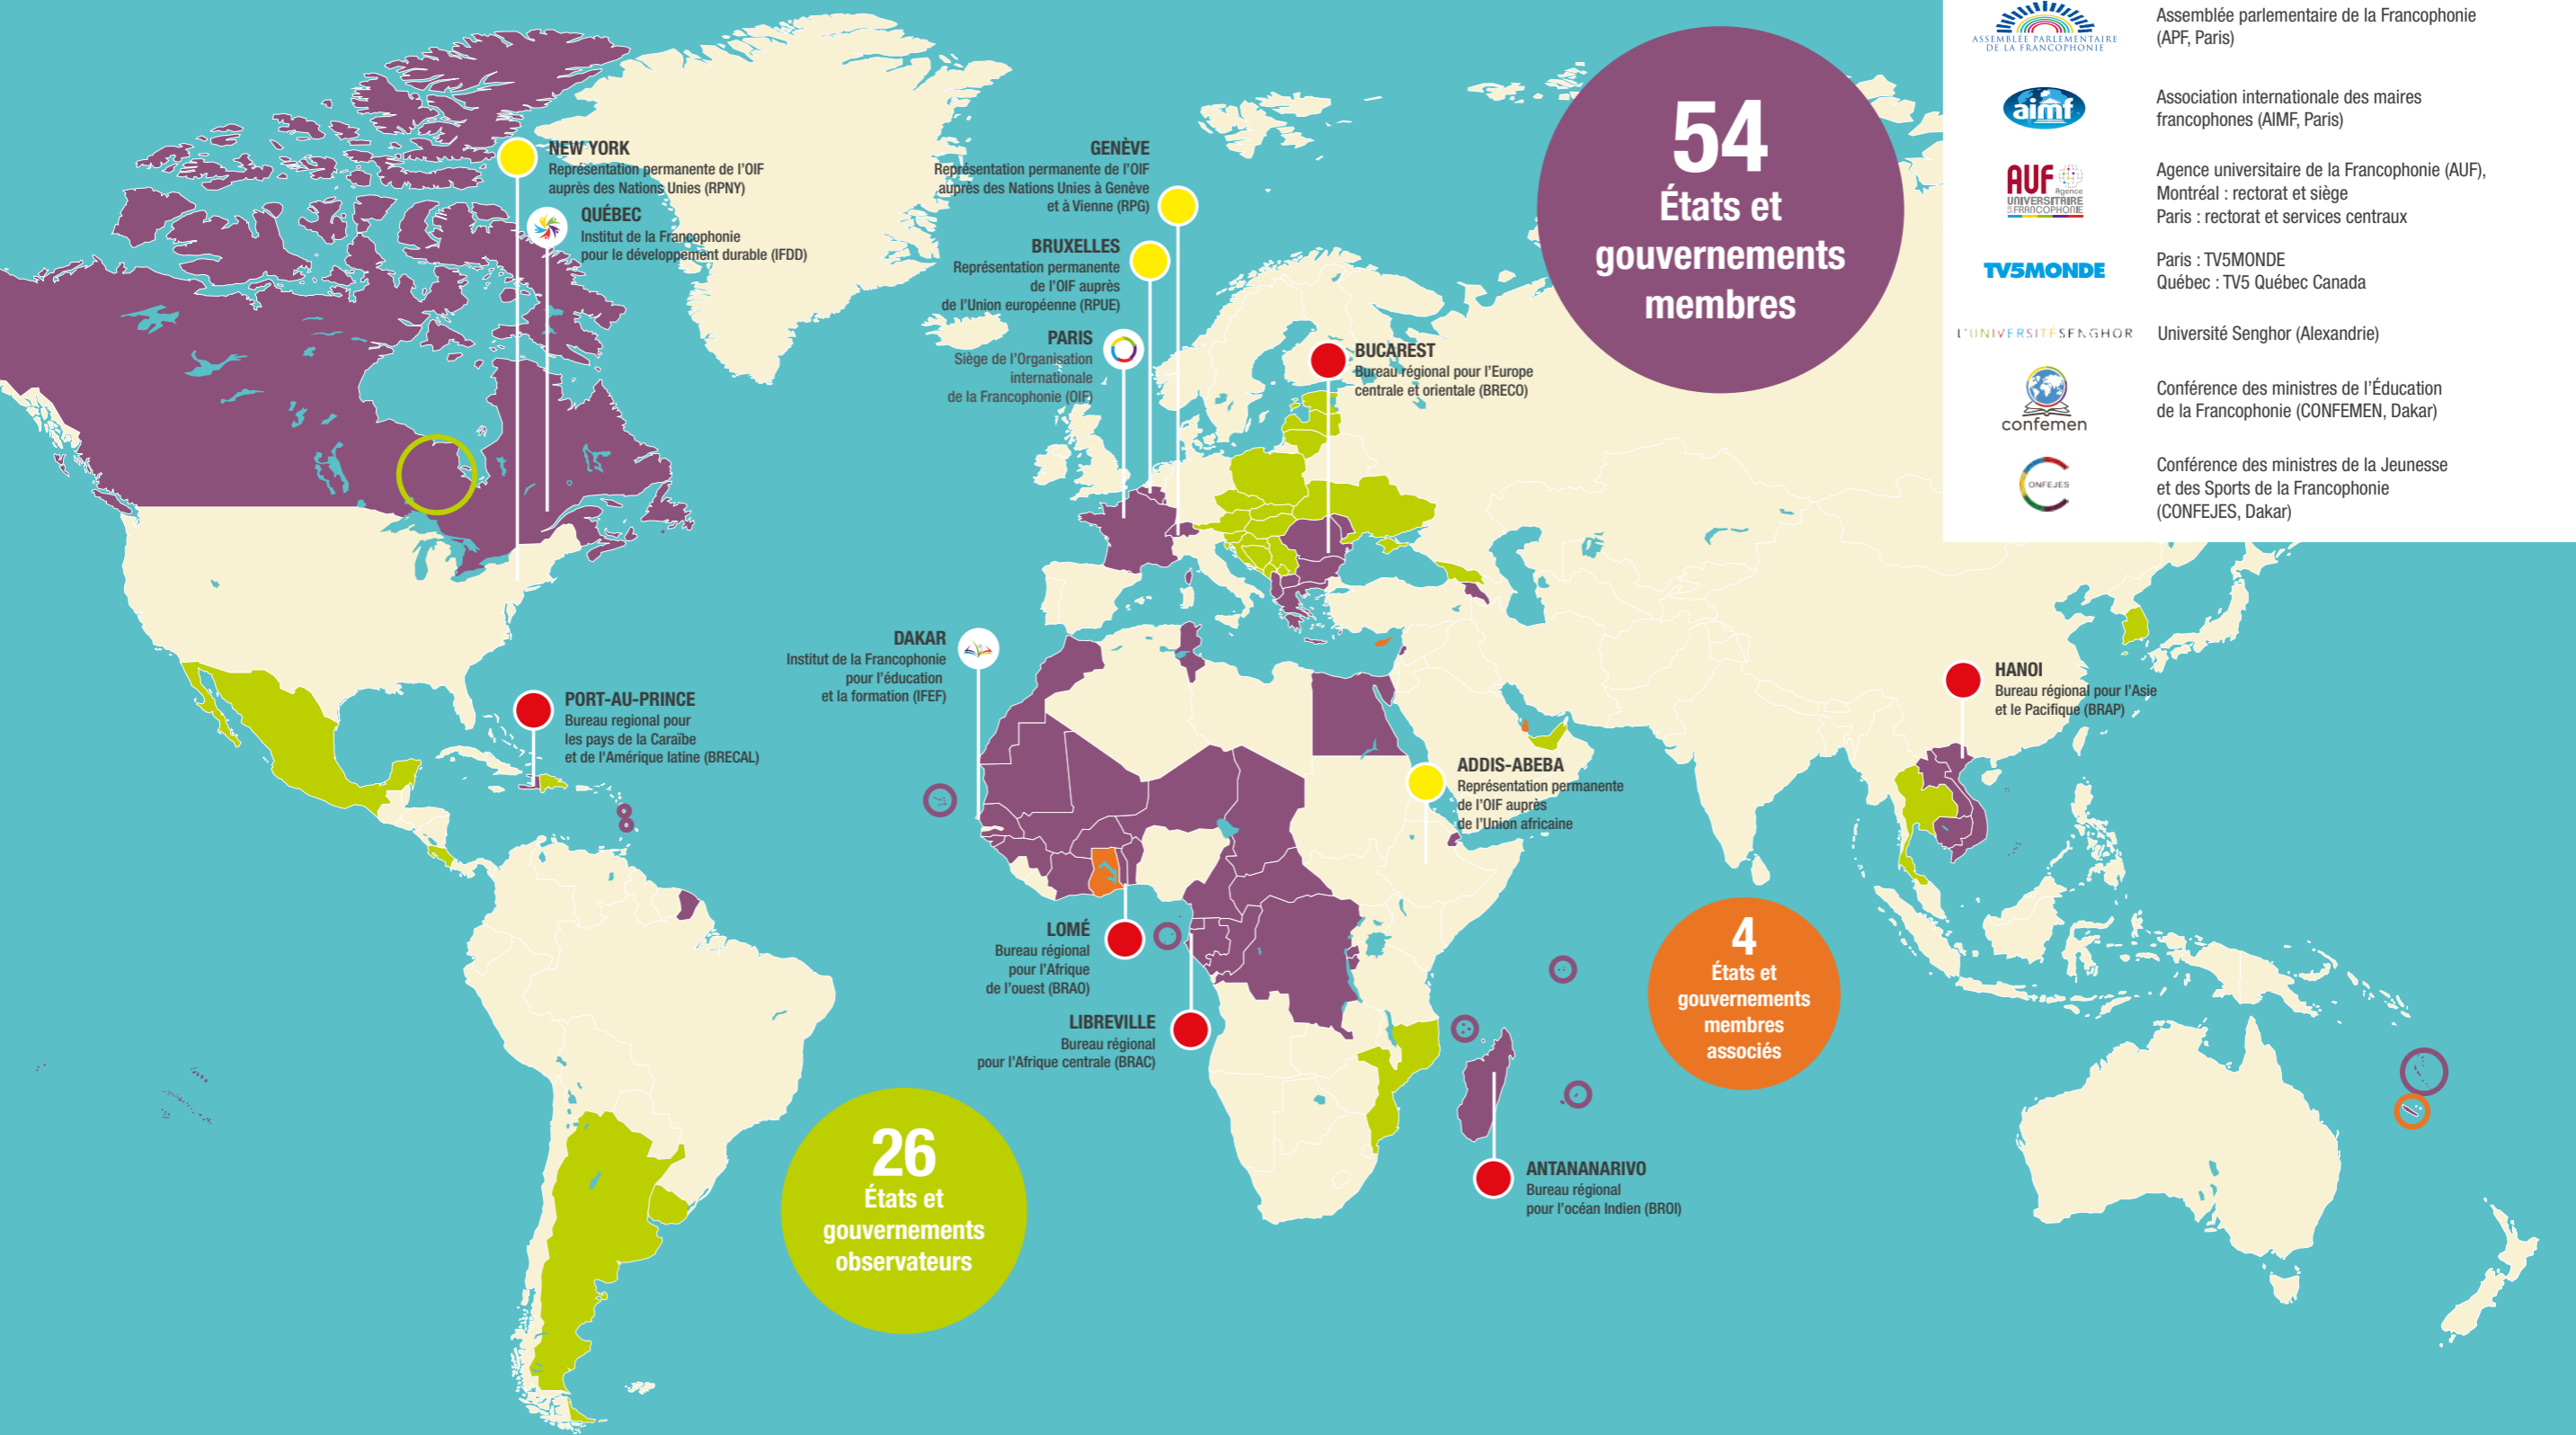 NEW YORK
Représentation permanente de l'OIF
auprès des Nations Unies (RPNY)
QUÉBEC
Institut de la Francophonie
pour le développement durable (IFDD)
GENÈVE
Représentation permanente de l'OIF
auprès des Nations Unies à Genève
et à Vienne (RPG)
BRUXELLES
Représentation permanente
de l'OIF auprès
de l'Union européenne (RPUE)
PARIS
Siège de l'Organisation
internationale
de la Francophonie (OIF)
BUCAREST
Bureau régional pour l'Europe
centrale et orientale (BRECO)
54
États et
gouvernements
membres
ASSEMBLÉE PARLEMENTAIRE
DE LA FRANCOPHONIE
Assemblée parlementaire de la Francophonie
(APF, Paris)
aimf
Association internationale des maires
francophones (AIMF, Paris)
AUF
Agence
UNIVERSITAIRE
DE LA FRANCOPHONIE
Agence universitaire de la Francophonie (AUF),
Montréal : rectorat et siège
Paris : rectorat et services centraux
TV5MONDE
Paris : TV5MONDE
Québec : TV5 Québec Canada
L'UNIVERSITÉSENGHOR
Université Senghor (Alexandrie)
confemen
Conférence des ministres de l'Éducation
de la Francophonie (CONFEMEN, Dakar)
CONFEJES
Conférence des ministres de la Jeunesse
et des Sports de la Francophonie
(CONFEJES, Dakar)
DAKAR
Institut de la Francophonie
pour l'éducation
et la formation (IFEF)
PORT-AU-PRINCE
Bureau regional pour
les pays de la Caraïbe
et de l'Amérique latine (BRECAL)
HANOI
Bureau régional pour l'Asie
et le Pacifique (BRAP)
ADDIS-ABEBA
Représentation permanente
de l'OIF auprès
de l'Union africaine
LOMÉ
Bureau régional
pour l'Afrique
de l'ouest (BRAO)
LIBREVILLE
Bureau régional
pour l'Afrique centrale (BRAC)
4
États et
gouvernements
membres
associés
26
États et
gouvernements
observateurs
ANTANANARIVO
Bureau régional
pour l'océan Indien (BROI)